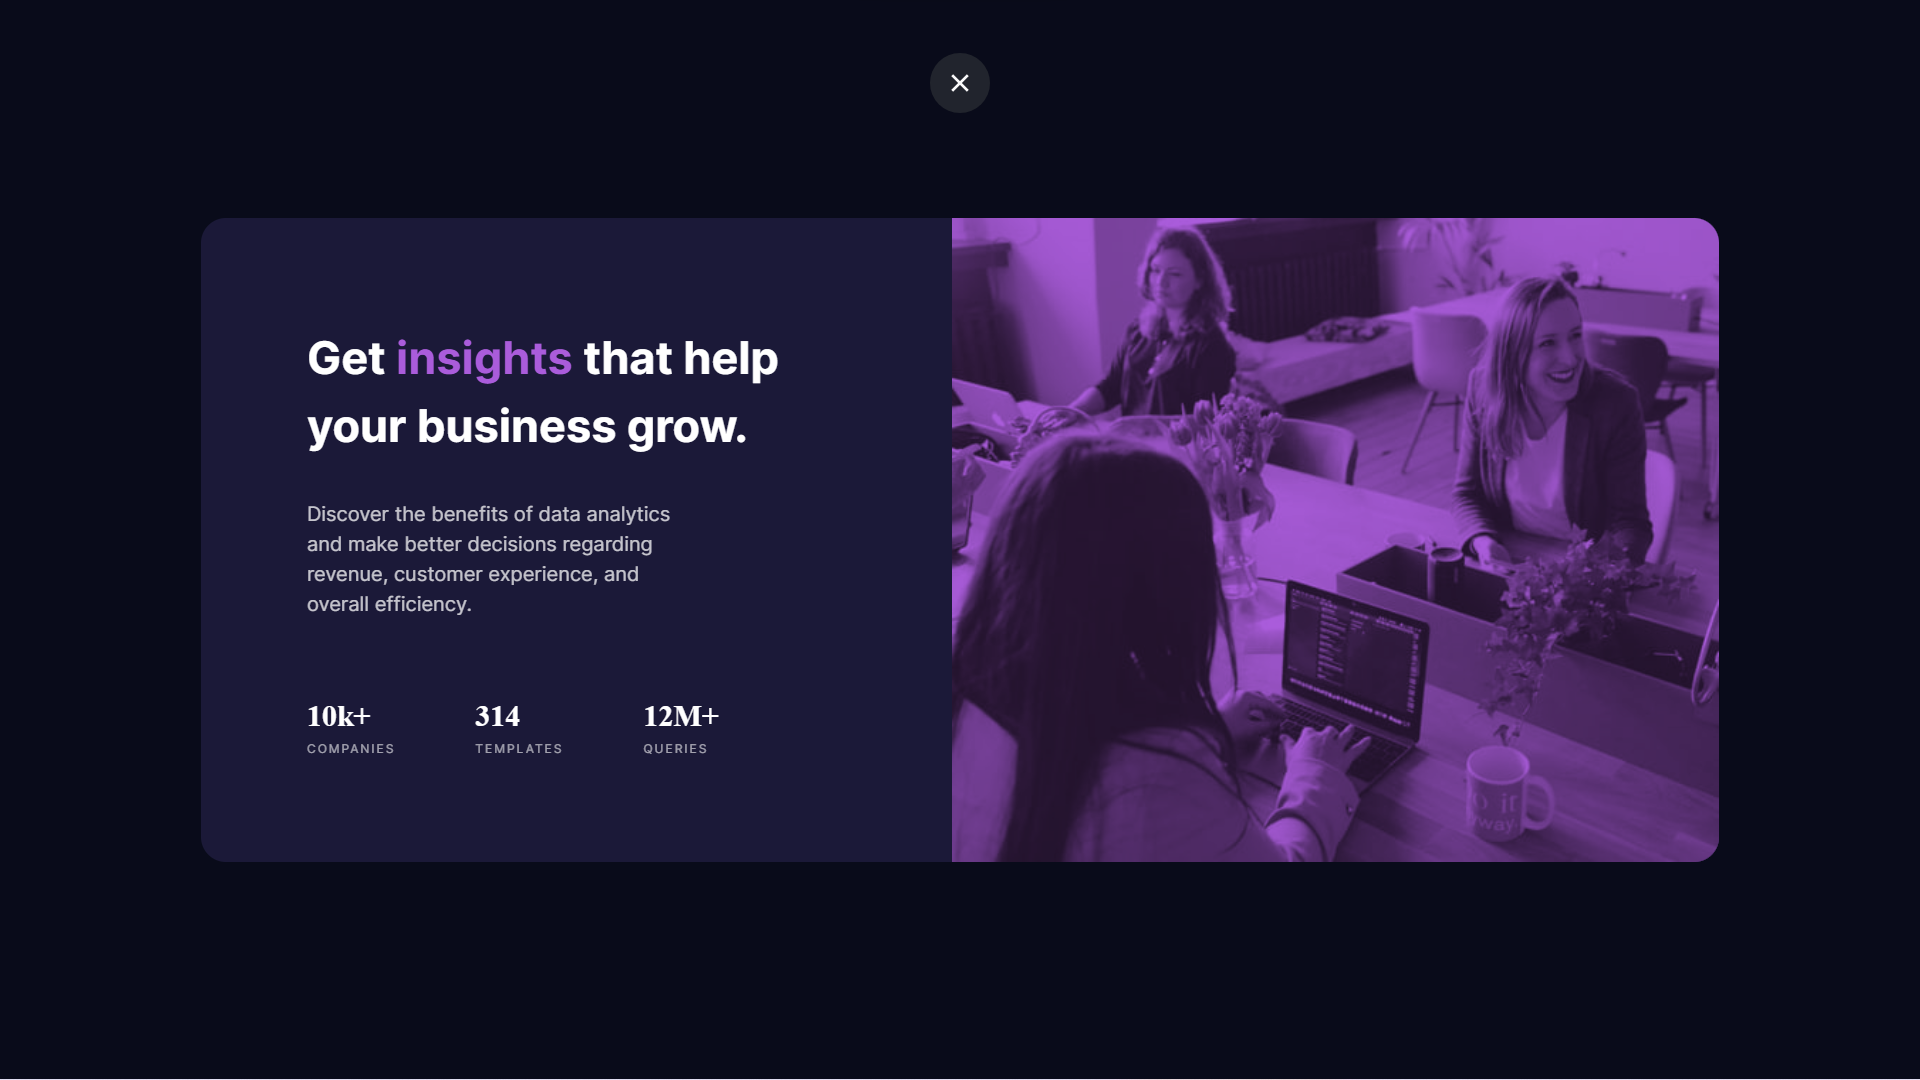 Get insights that help
your business grow.
Discover the benefits of data analytics
and make better decisions regarding
revenue, customer experience, and
overall efficiency.
10k+ 314 12M+
COMPANIES TEMPLATES QUERIES